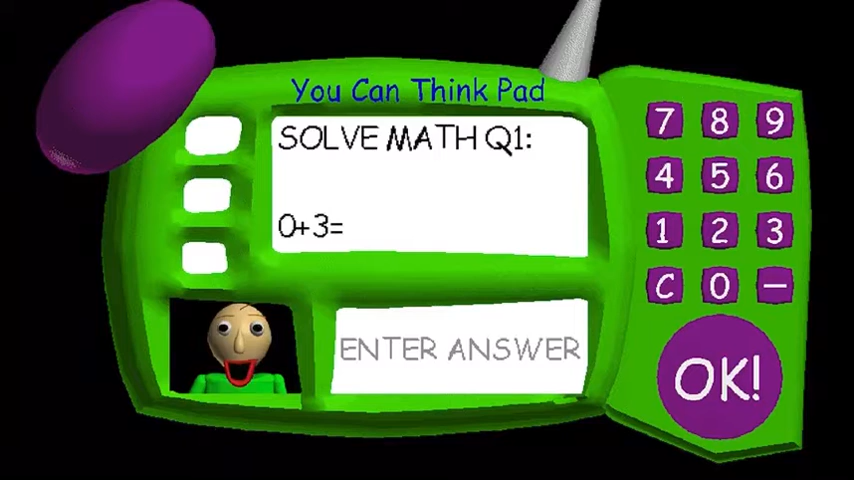 You Can Think Pad
SOLVE MATH Q1:
0+3=
ENTER ANSWER
7 8 9
4 5 6
1 2 3
C 0 −
OK!